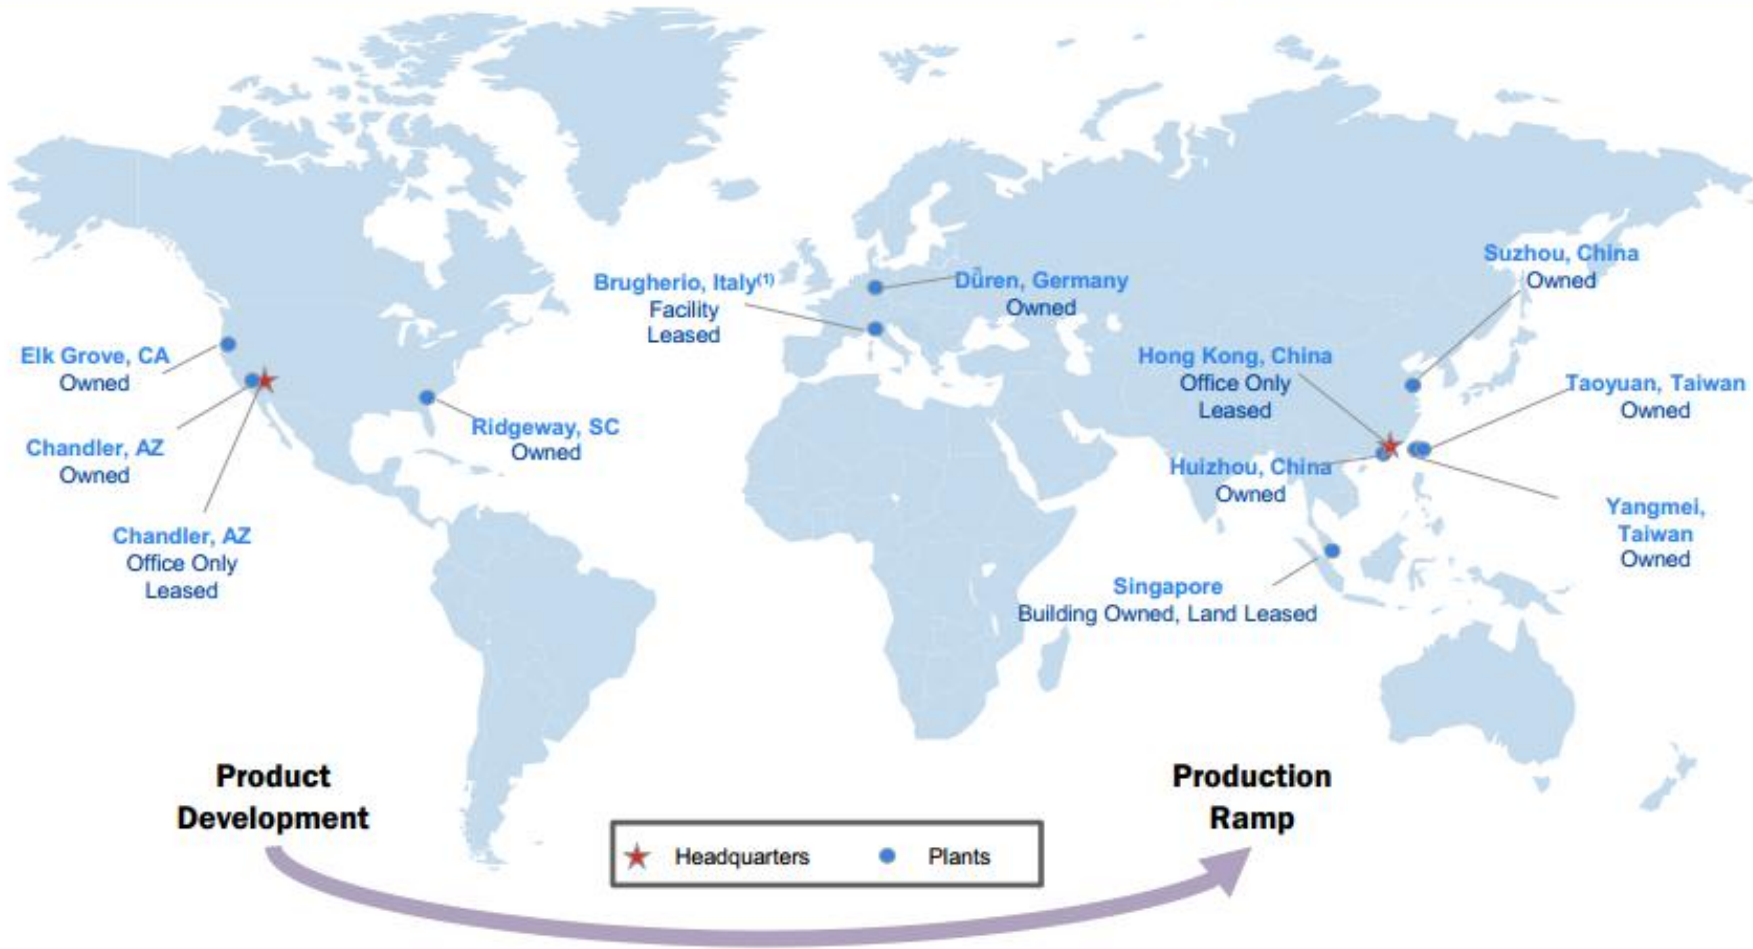 Elk Grove, CA
Owned
Chandler, AZ
Owned
Chandler, AZ
Office Only
Leased
Ridgeway, SC
Owned
Brugherio, Italy(1)
Facility
Leased
Düren, Germany
Owned
Suzhou, China
Owned
Hong Kong, China
Office Only
Leased
Taoyuan, Taiwan
Owned
Huizhou, China
Owned
Yangmei,
Taiwan
Owned
Singapore
Building Owned, Land Leased
Product
Development
Production
Ramp
Headquarters
Plants